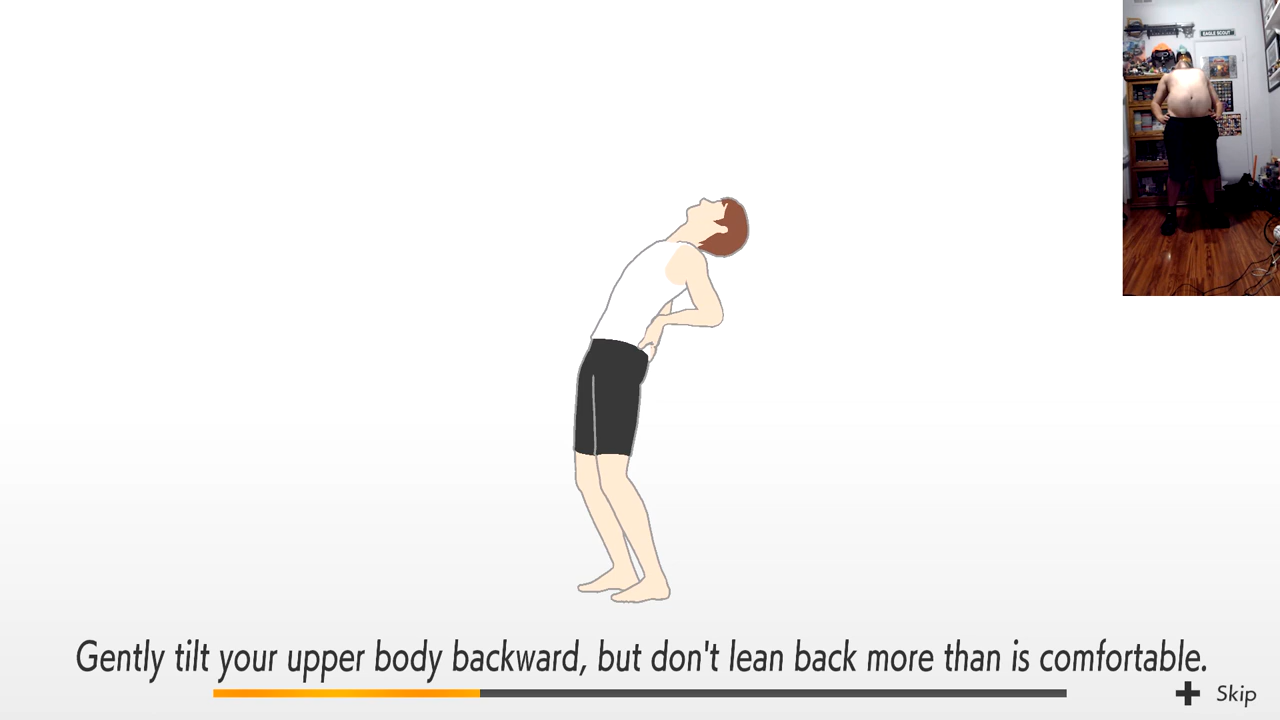 EAGLE SCOUT
Gently tilt your upper body backward, but don't lean back more than is comfortable.
Skip